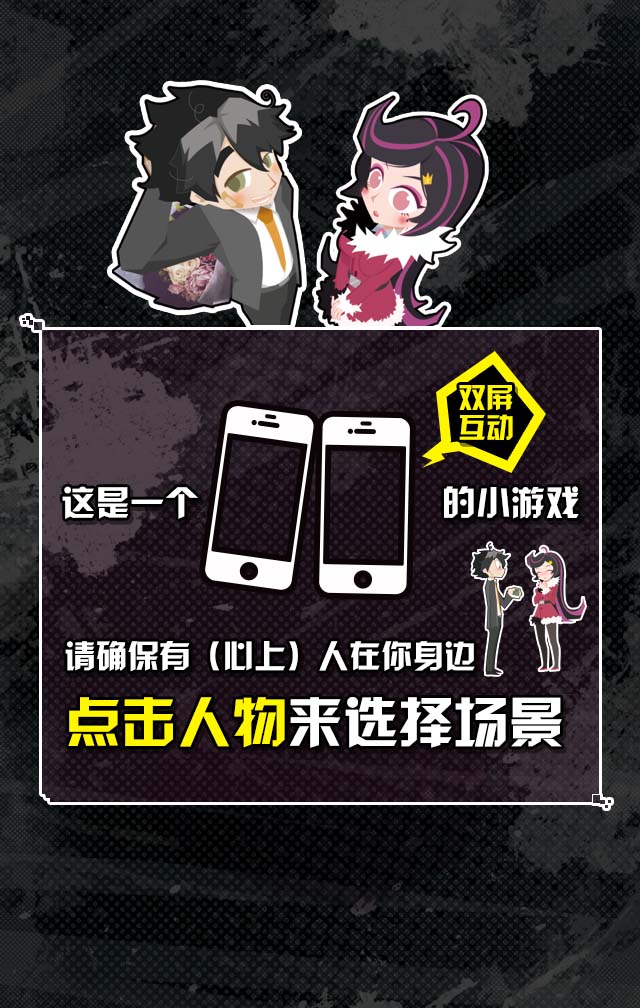 双屏
互动
这是一个
的小游戏
请确保有（心上）人在你身边
点击人物来选择场景